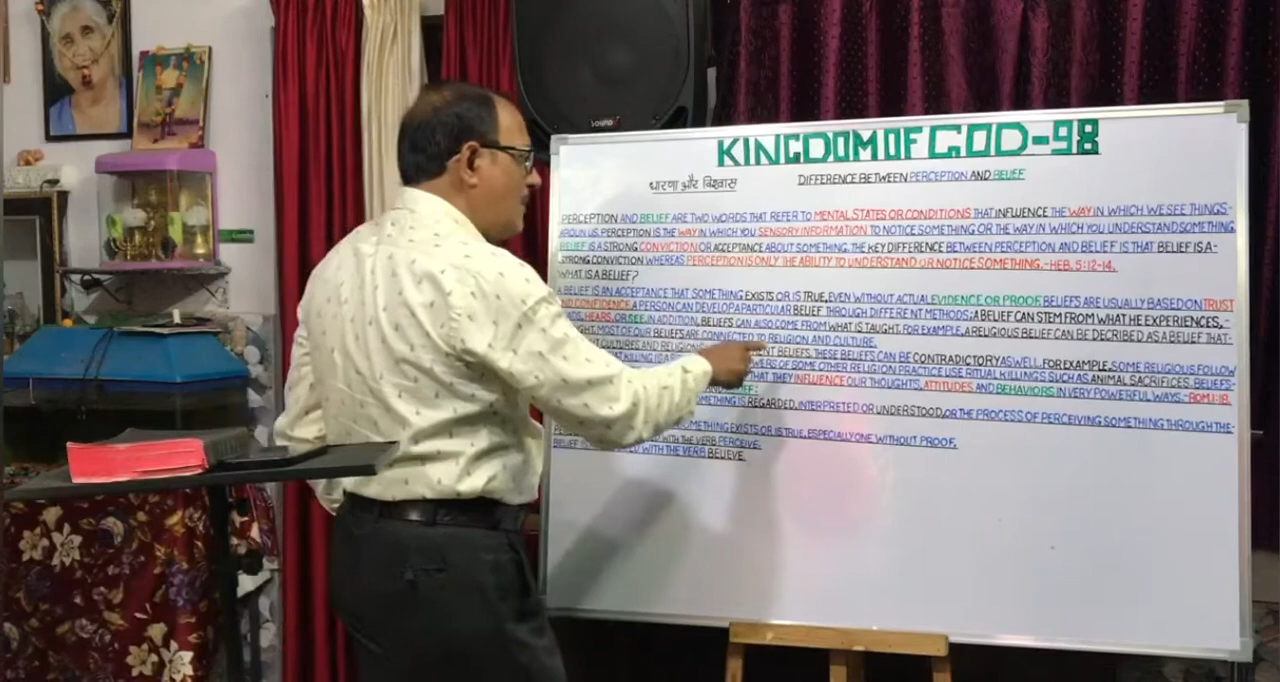 KINGDOM OF GOD-98
धारणा और विश्वास
DIFFERENCE BETWEEN PERCEPTION AND BELIEF
PERCEPTION AND BELIEF ARE TWO WORDS THAT REFER TO MENTAL STATES OR CONDITIONS THAT INFLUENCE THE WAY IN WHICH WE SEE THINGS-
AROUN US. PERCEPTION IS THE WAY IN WHICH YOU SENSORY INFORMATION TO NOTICE SOMETHING OR THE WAY IN WHICH YOU UNDERSTAND SOMETHING.
BELIEF IS A STRONG CONVICTION OR ACCEPTANCE ABOUT SOMETHING. THE KEY DIFFERENCE BETWEEN PERCEPTION AND BELIEF IS THAT BELIEF IS A-
STRONG CONVICTION WHEREAS PERCEPTION IS ONLY THE ABILITY TO UNDERSTAND OR NOTICE SOMETHING.-HEB. 5:12-14.
WHAT IS A BELIEF?
A BELIEF IS AN ACCEPTANCE THAT SOMETHING EXISTS OR IS TRUE, EVEN WITHOUT ACTUAL EVIDENCE OR PROOF. BELIEFS ARE USUALLY BASED ON TRUST
AND CONFIDENCE. A PERSON CAN DEVELOP A PARTICULAR BELIEF THROUGH DIFFERENT METHODS; A BELIEF CAN STEM FROM WHAT HE EXPERIENCES,-
HEARS, OR SEE. IN ADDITION, BELIEFS CAN ALSO COME FROM WHAT IS TAUGHT. FOR EXAMPLE, A RELIGIOUS BELIEF CAN BE DECRIBED AS A BELIEF THAT-
MOST OF OUR BELIEFS ARE CONNECTED TO RELIGION AND CULTURE.
CULTURES AND BELIEFS. THESE BELIEFS CAN BE CONTRADICTORY AS WELL. FOR EXAMPLE, SOME RELIGIOUS FOLLOW
KILLING IS OF SOME OTHER RELIGION PRACTICE USE RITUAL KILLINGS SUCH AS ANIMAL SACRIFICES. BELIEFS-
THAT THEY INFLUENCE OUR THOUGHTS, ATTITUDES AND BEHAVIORS IN VERY POWERFUL WAYS.-ROM.1:18.
SOMETHING IS REGARDED, INTERPRETED OR UNDERSTOOD, OR THE PROCESS OF PERCEIVING SOMETHING THROUGH THE-
SOMETHING EXISTS OR IS TRUE, ESPECIALLY ONE WITHOUT PROOF.
WITH THE VERB PERCEIVE.
BELIEF WITH THE VERB BELIEVE.